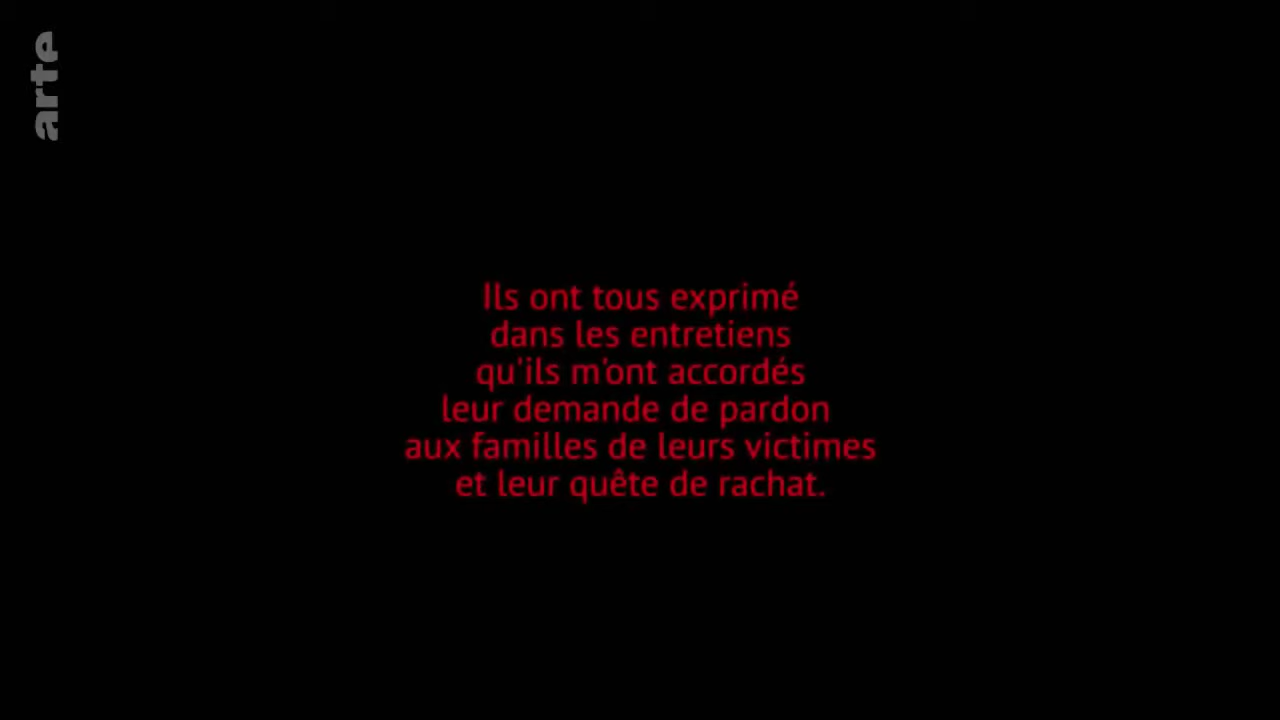 arte
Ils ont tous exprimé
dans les entretiens
qu'ils m'ont accordés
leur demande de pardon
aux familles de leurs victimes
et leur quête de rachat.